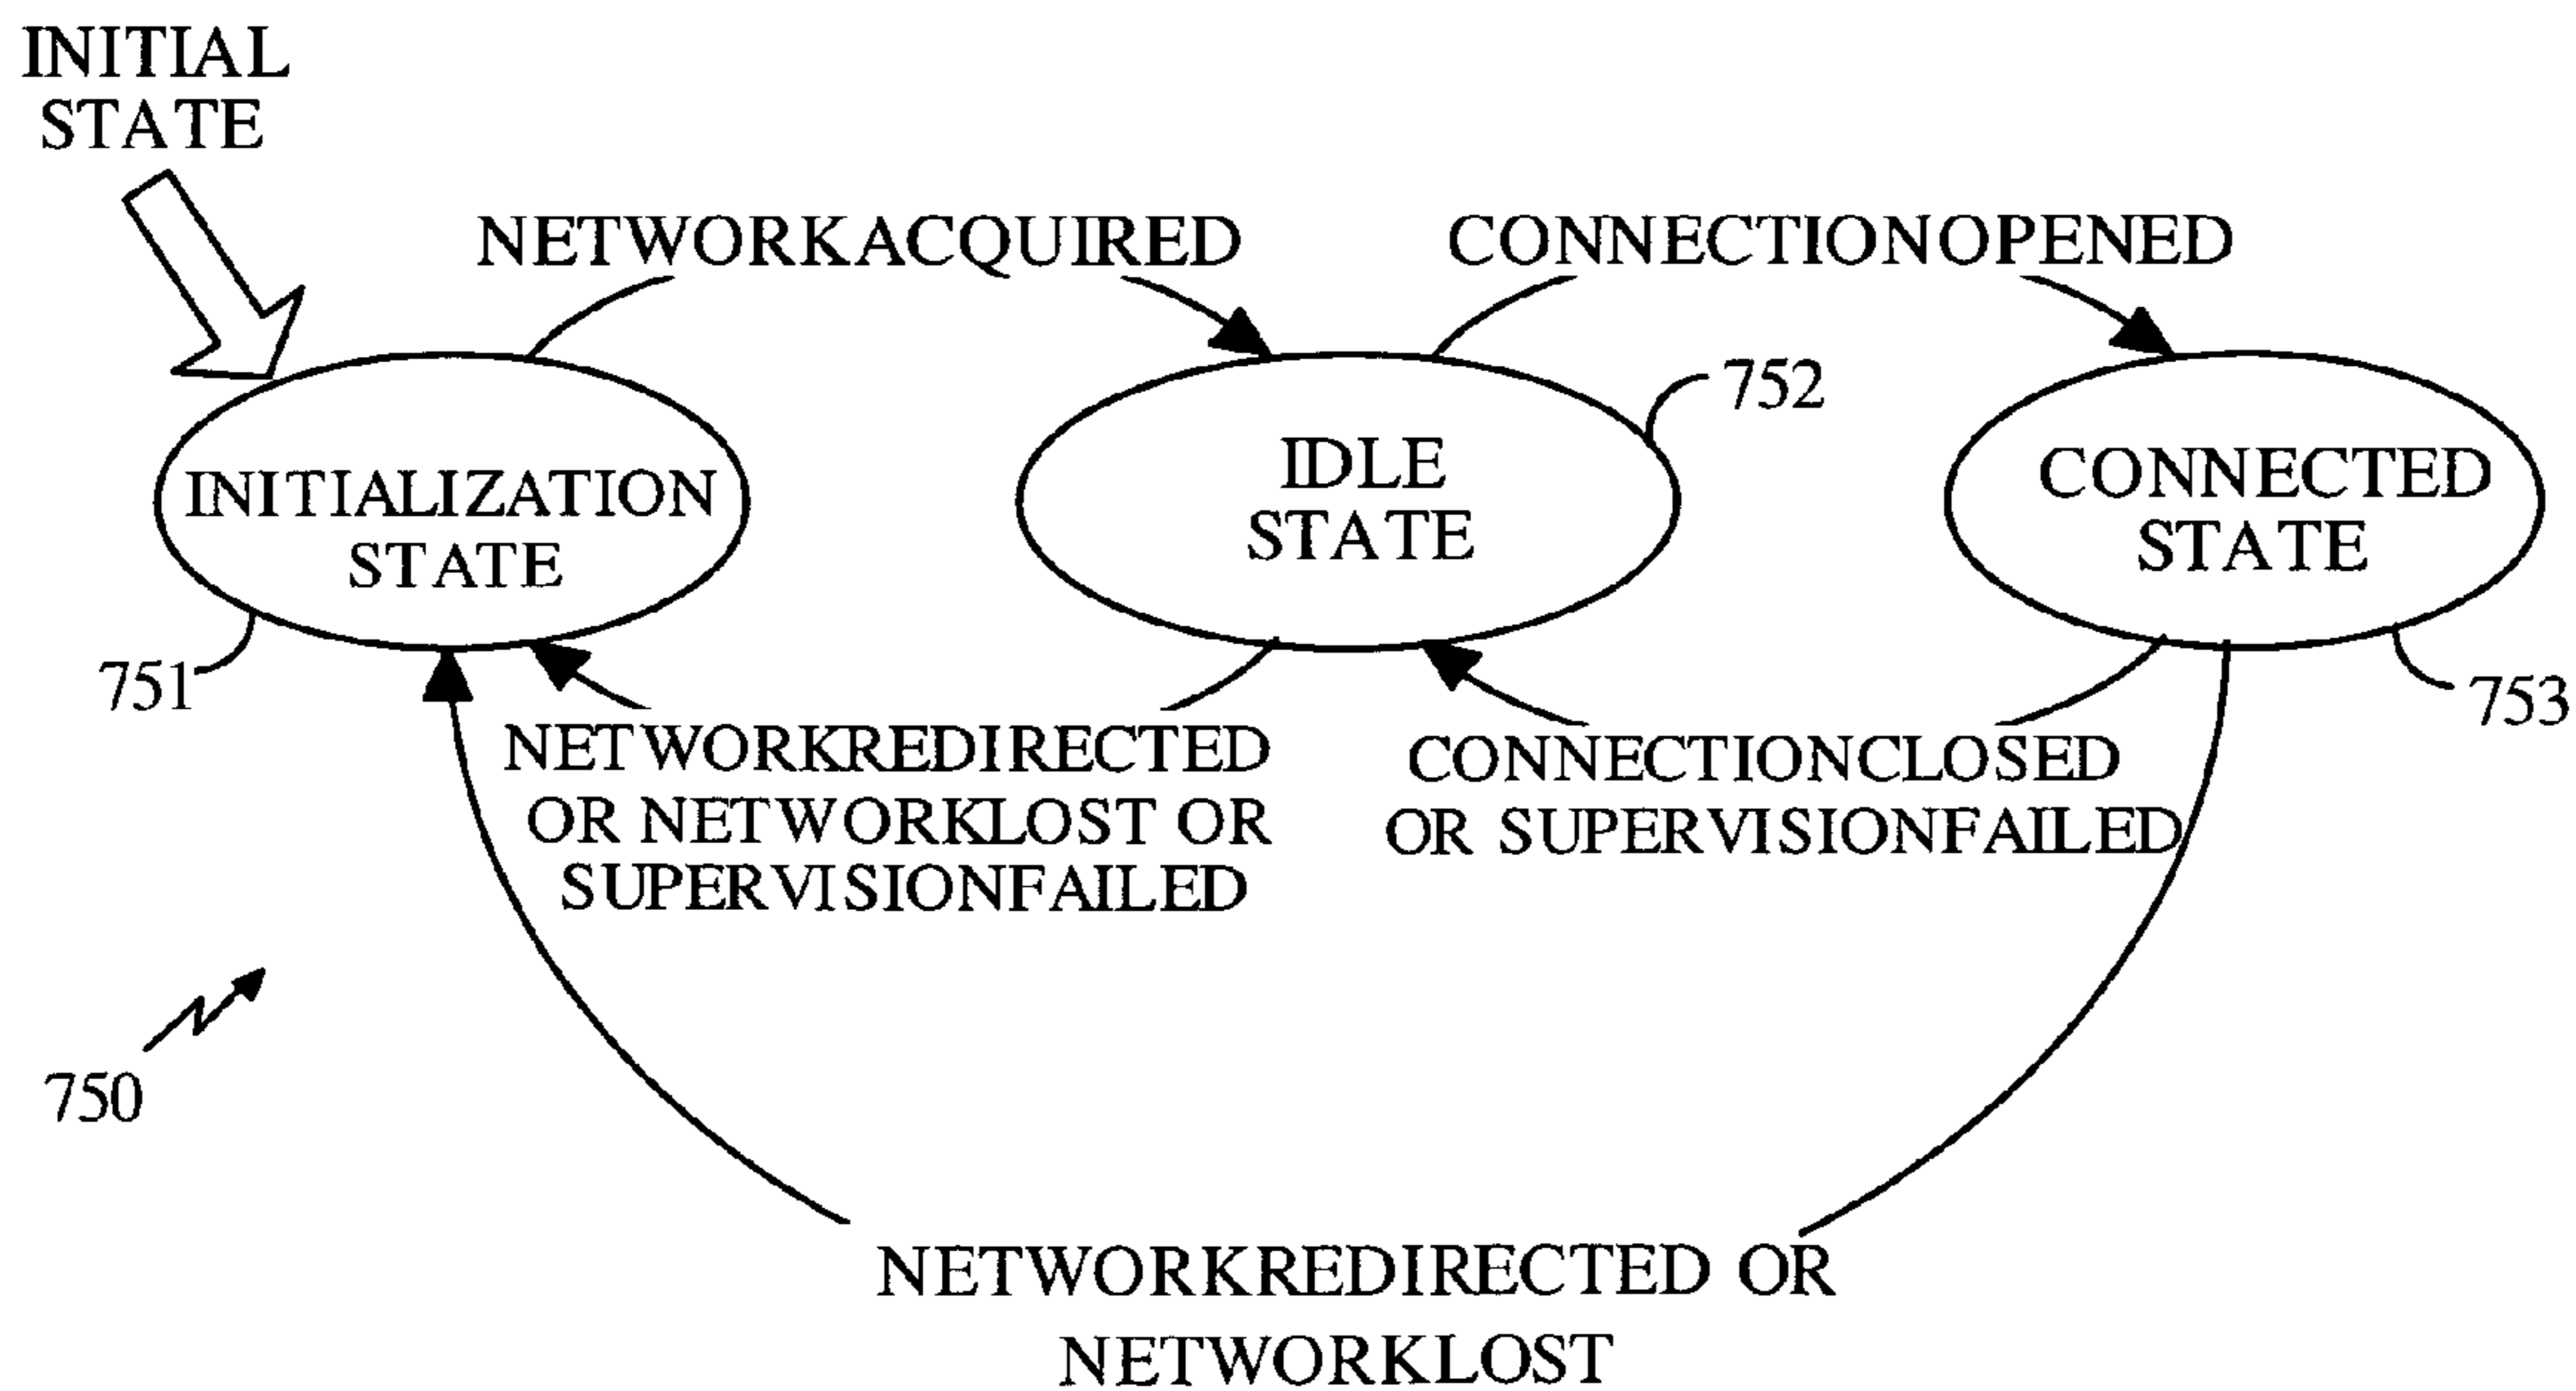 INITIAL
STATE
NETWORKACQUIRED
CONNECTIONOPENED
752
INITIALIZATION
STATE
IDLE
STATE
CONNECTED
STATE
751
753
NETWORKREDIRECTED
OR NETWORKLOST OR
SUPERVISIONFAILED
CONNECTIONCLOSED
OR SUPERVISIONFAILED
750
NETWORKREDIRECTED OR
NETWORKLOST